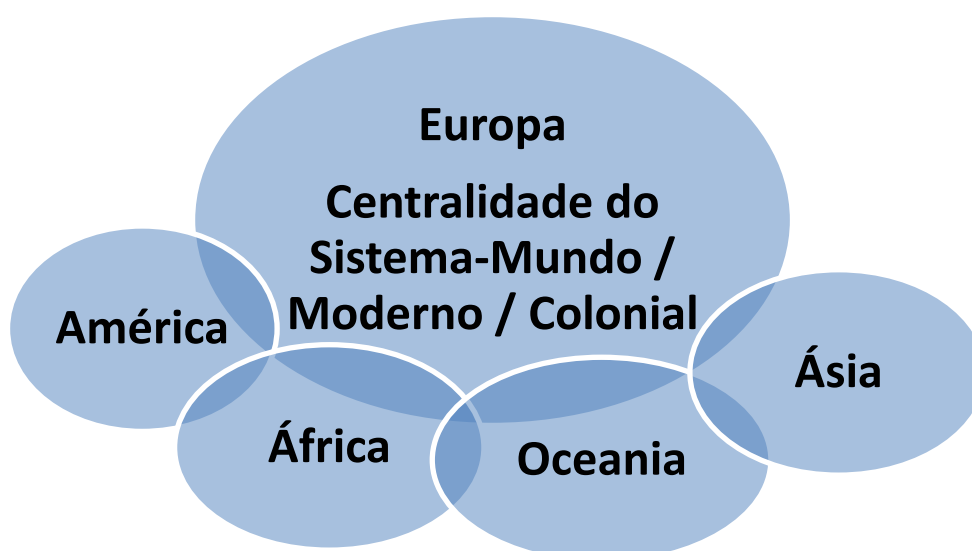 Europa
Centralidade do
Sistema-Mundo /
Moderno / Colonial
América
África
Oceania
Ásia